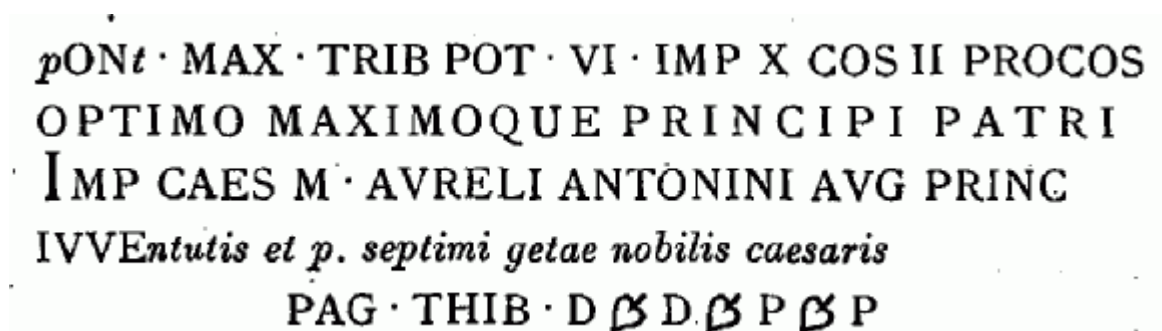 pONt · MAX · TRIB POT · VI · IMP X COS II PROCOS
OPTIMO MAXIMOQUE PRINCIPI PATRI
IMP CAES M · AVRELI ANTONINI AVG PRINC
IVVEntutis et p. septimi getae nobilis caesaris
PAG · THIB · D ❧ D ❧ P ❧ P